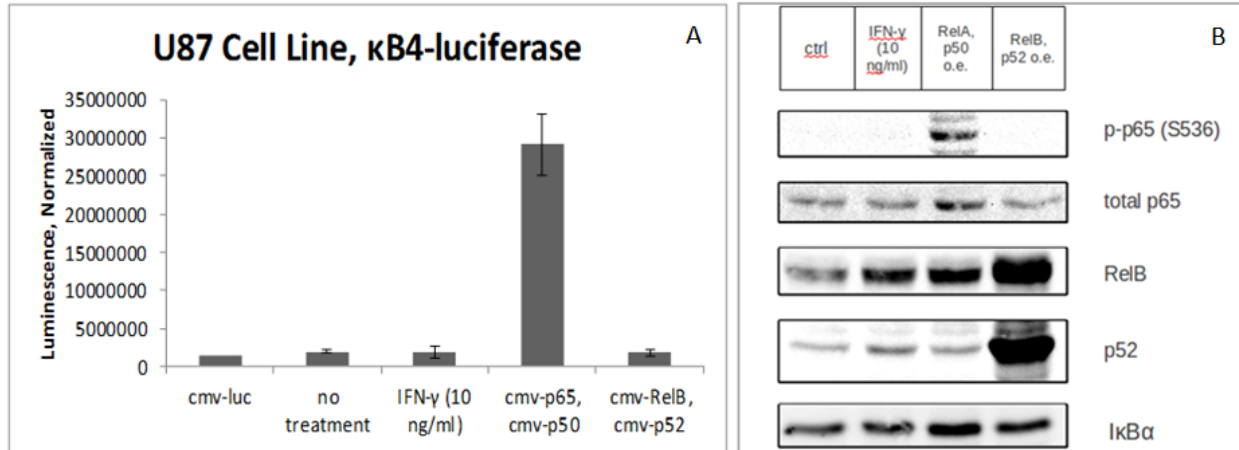 U87 Cell Line, κB4-luciferase
A
Luminescence, Normalized
35000000
30000000
25000000
20000000
15000000
10000000
5000000
0
cmv-luc
no
treatment
IFN-γ (10
ng/ml)
cmv-p65,
cmv-p50
cmv-RelB,
cmv-p52
B
ctrl
IFN-γ
(10
ng/ml)
RelA,
p50
o.e.
RelB,
p52 o.e.
p-p65 (S536)
total p65
RelB
p52
IκBα